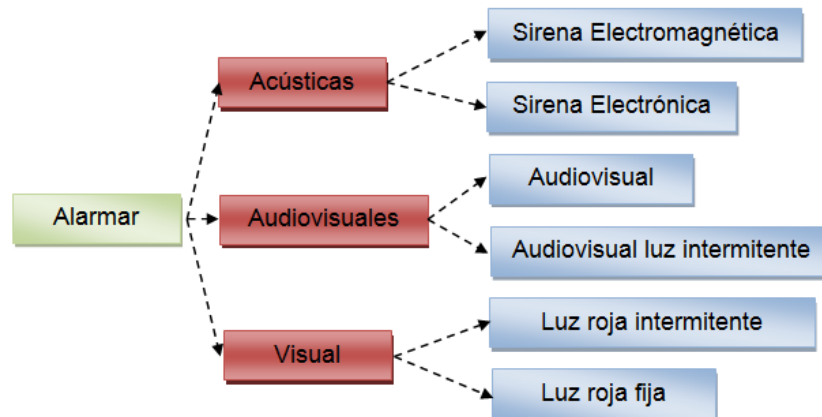 Alarmar
Acústicas
Sirena Electromagnética
Sirena Electrónica
Audiovisuales
Audiovisual
Audiovisual luz intermitente
Visual
Luz roja intermitente
Luz roja fija